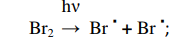 hν
Br₂ → Br• + Br•;